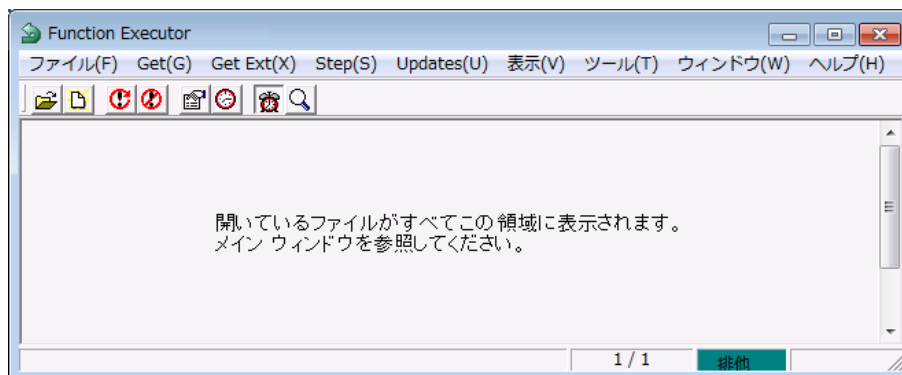 Function Executor
ファイル(F) Get(G) Get Ext(X) Step(S) Updates(U) 表示(V) ツール(T) ウィンドウ(W) ヘルプ(H)
開いているファイルがすべてこの領域に表示されます。
メイン ウィンドウを参照してください。
1 / 1 排他